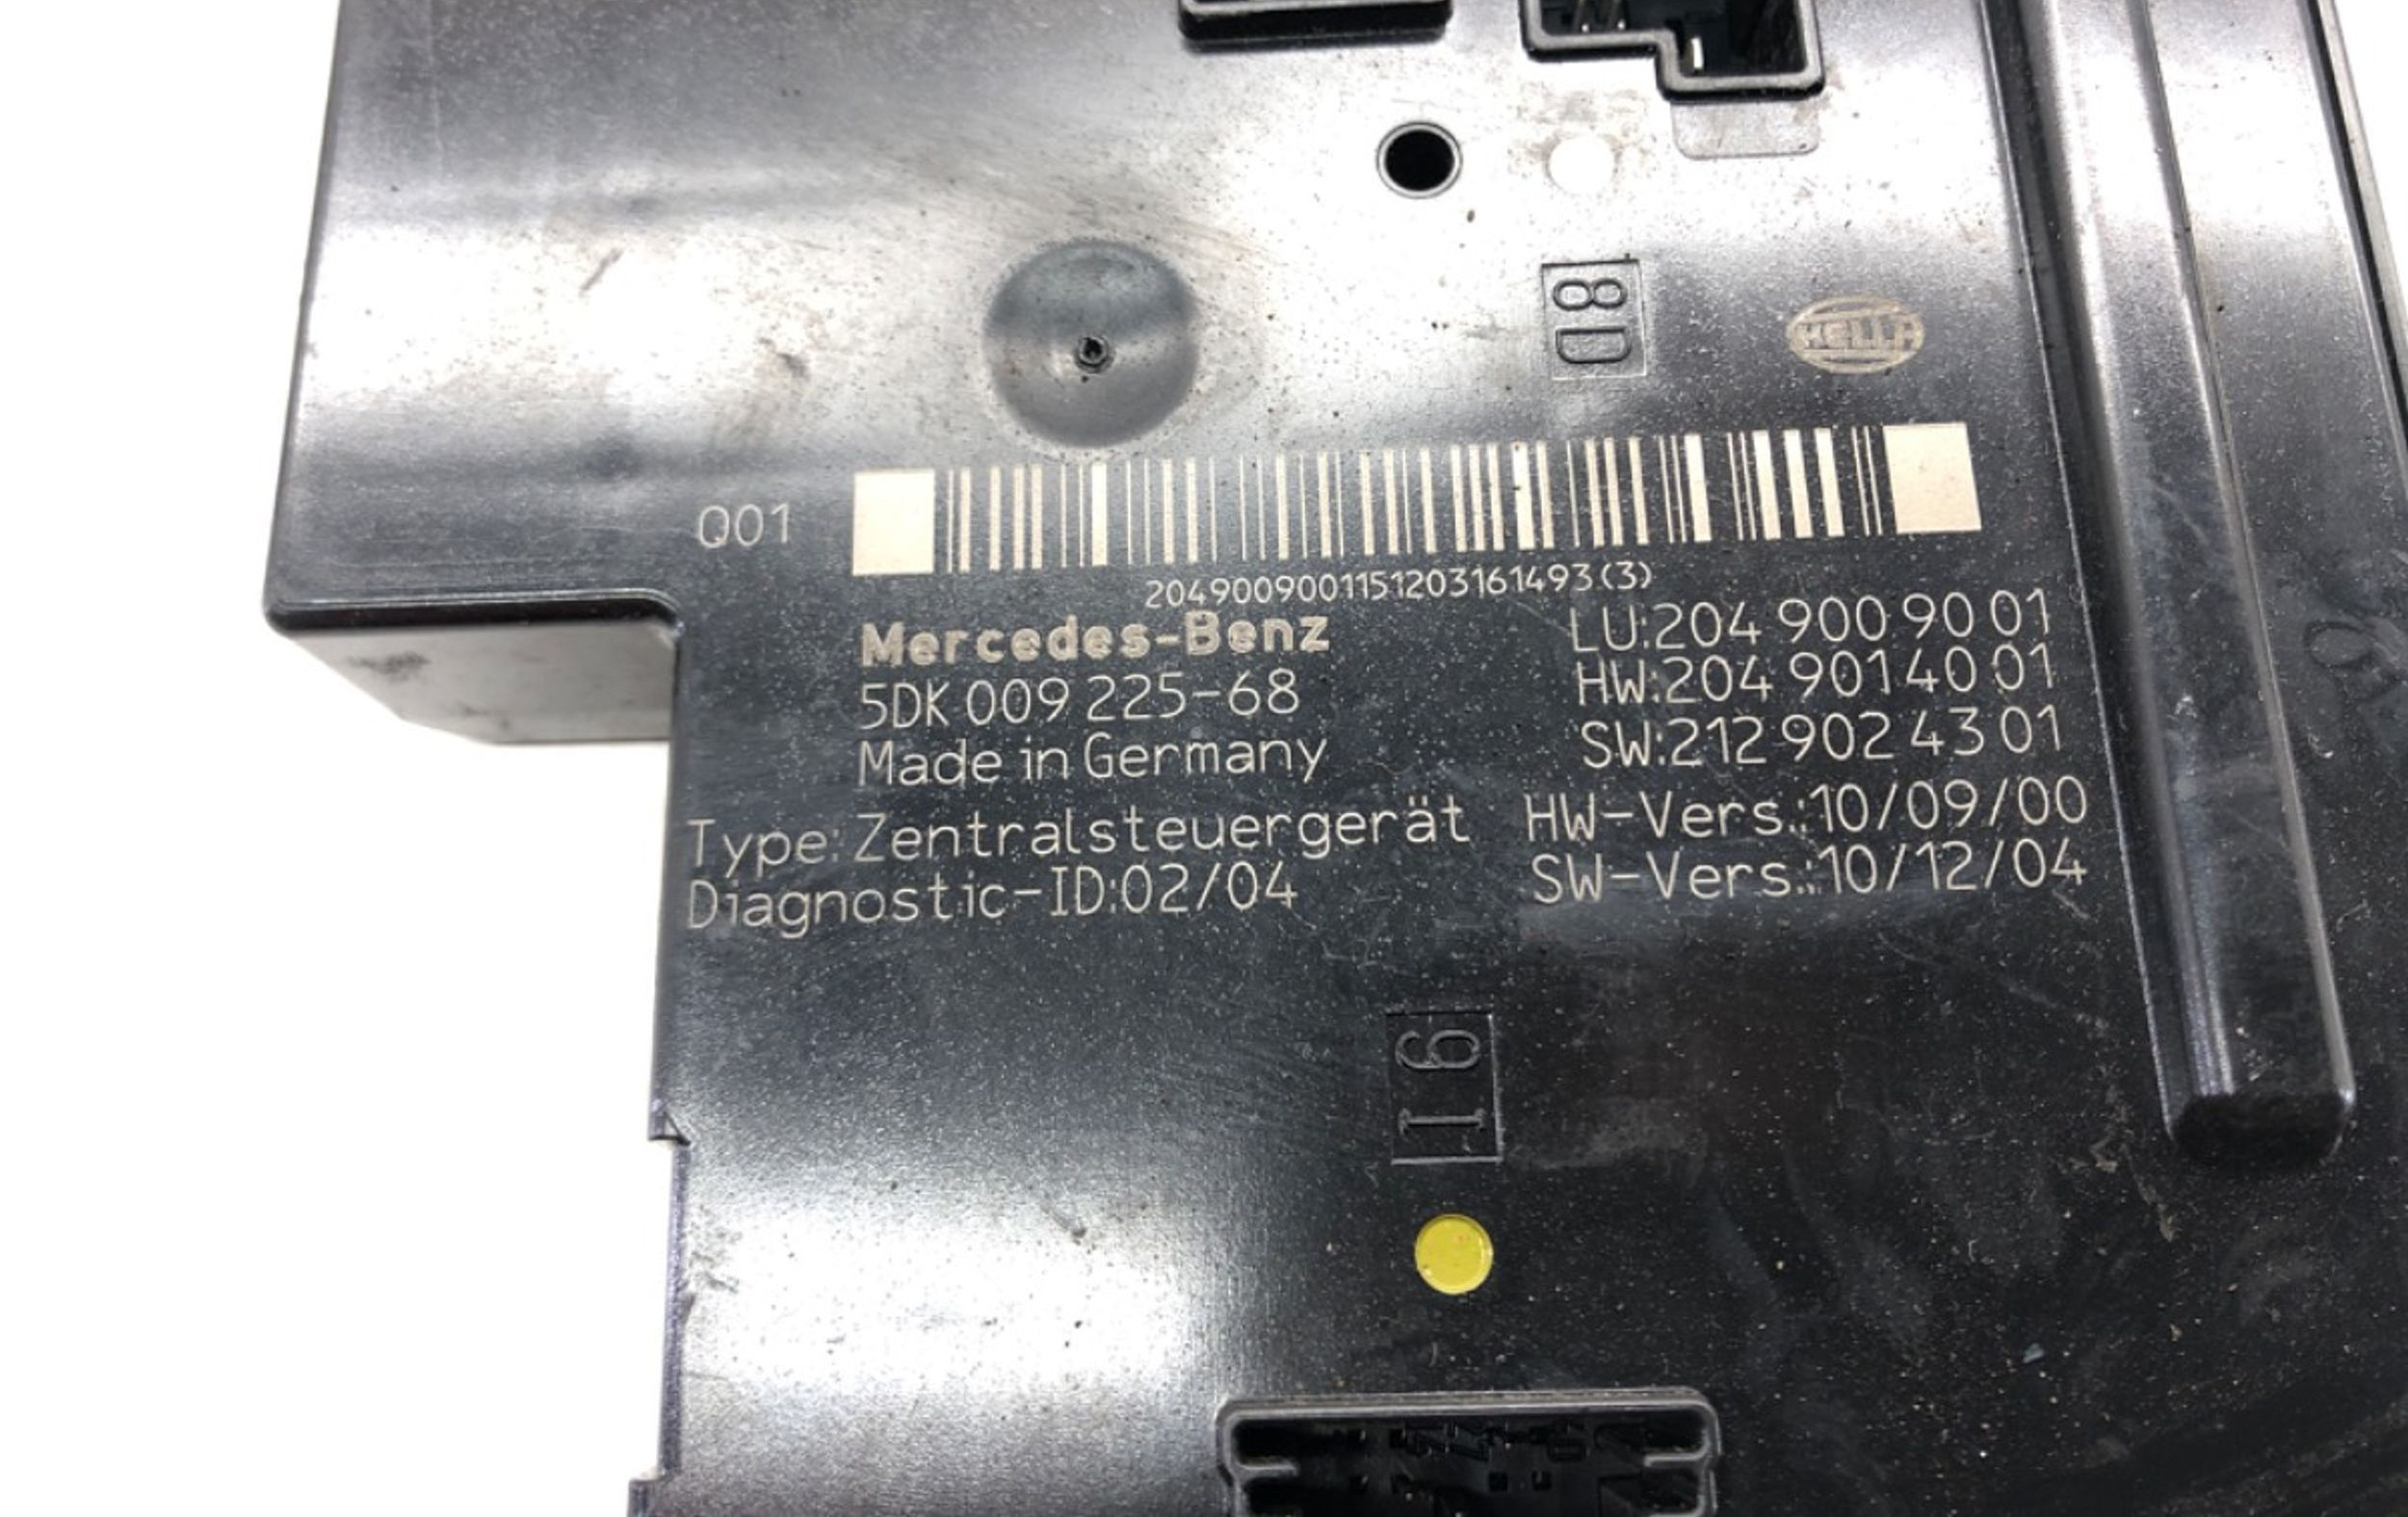 8D
HELLA
Q01
2049009001151203161493(3)
Mercedes-Benz
5DK 009 225-68
Made in Germany
Type: Zentralsteuergerät
Diagnostic-ID:02/04
LU:204 900 90 01
HW:204 901 40 01
SW:212 902 43 01
HW-Vers.:10/09/00
SW-Vers.:10/12/04